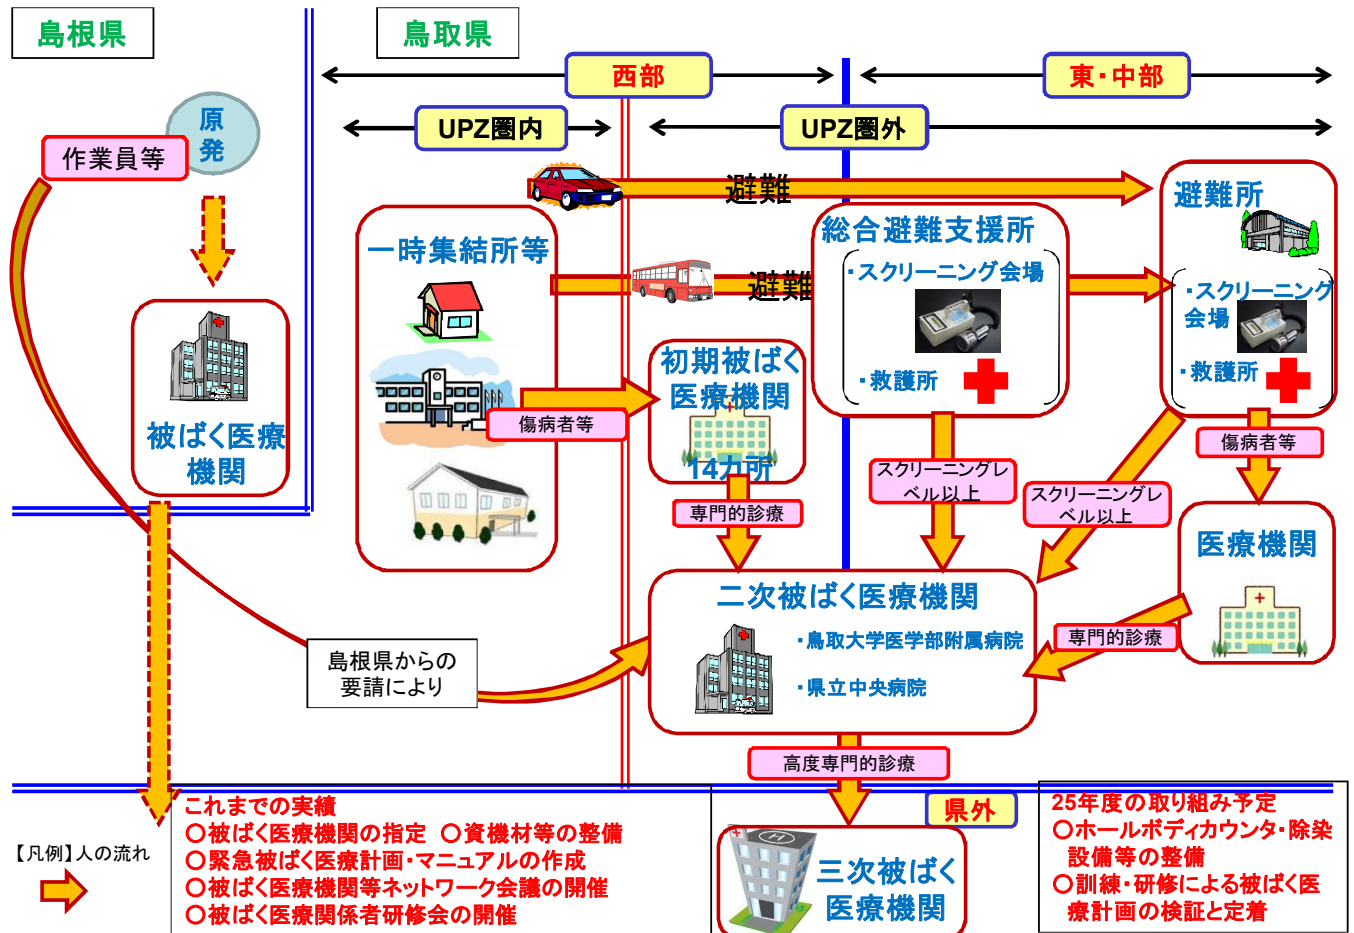 島根県
鳥取県
西部
東・中部
UPZ圏内
UPZ圏外
原
発
作業員等
避難
避難所
一時集結所等
総合避難支援所
・スクリーニング会場
避難
・スクリーニング
会場
・救護所
・救護所
初期被ばく
医療機関
14カ所
傷病者等
傷病者等
被ばく医療
機関
スクリーニングレ
ベル以上
スクリーニングレ
ベル以上
専門的診療
医療機関
二次被ばく医療機関
・鳥取大学医学部附属病院
・県立中央病院
専門的診療
島根県からの
要請により
高度専門的診療
県外
これまでの実績
○被ばく医療機関の指定 ○資機材等の整備
○緊急被ばく医療計画・マニュアルの作成
○被ばく医療機関等ネットワーク会議の開催
○被ばく医療関係者研修会の開催
【凡例】人の流れ
H
三次被ばく
医療機関
25年度の取り組み予定
○ホールボディカウンタ・除染
設備等の整備
○訓練・研修による被ばく医
療計画の検証と定着